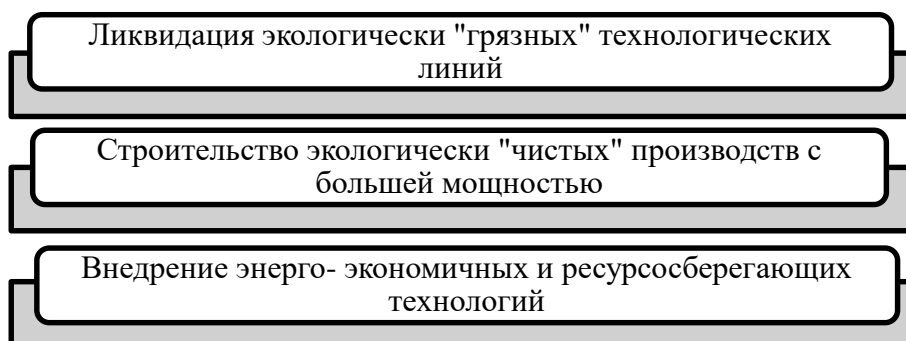 Ликвидация экологически "грязных" технологических
линий
Строительство экологически "чистых" производств с
большей мощностью
Внедрение энерго- экономичных и ресурсосберегающих
технологий